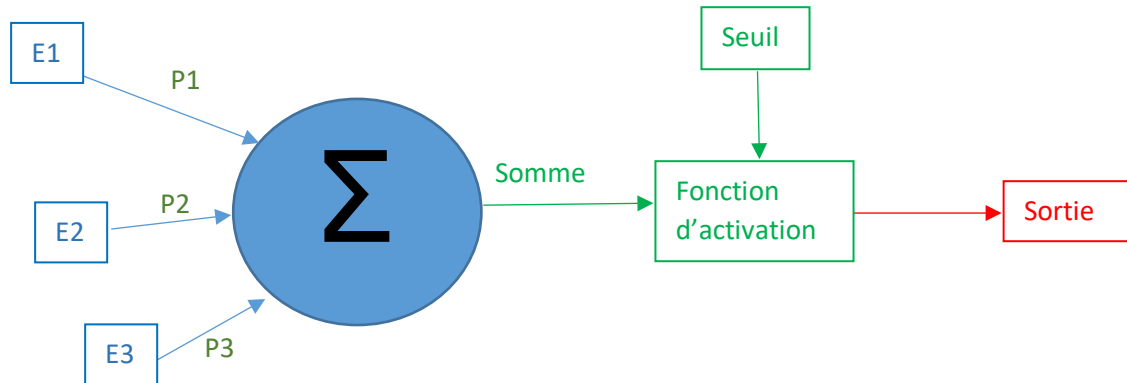 E1
P1
Seuil
Σ
Somme
P2
E2
Fonction
d’activation
Sortie
E3
P3